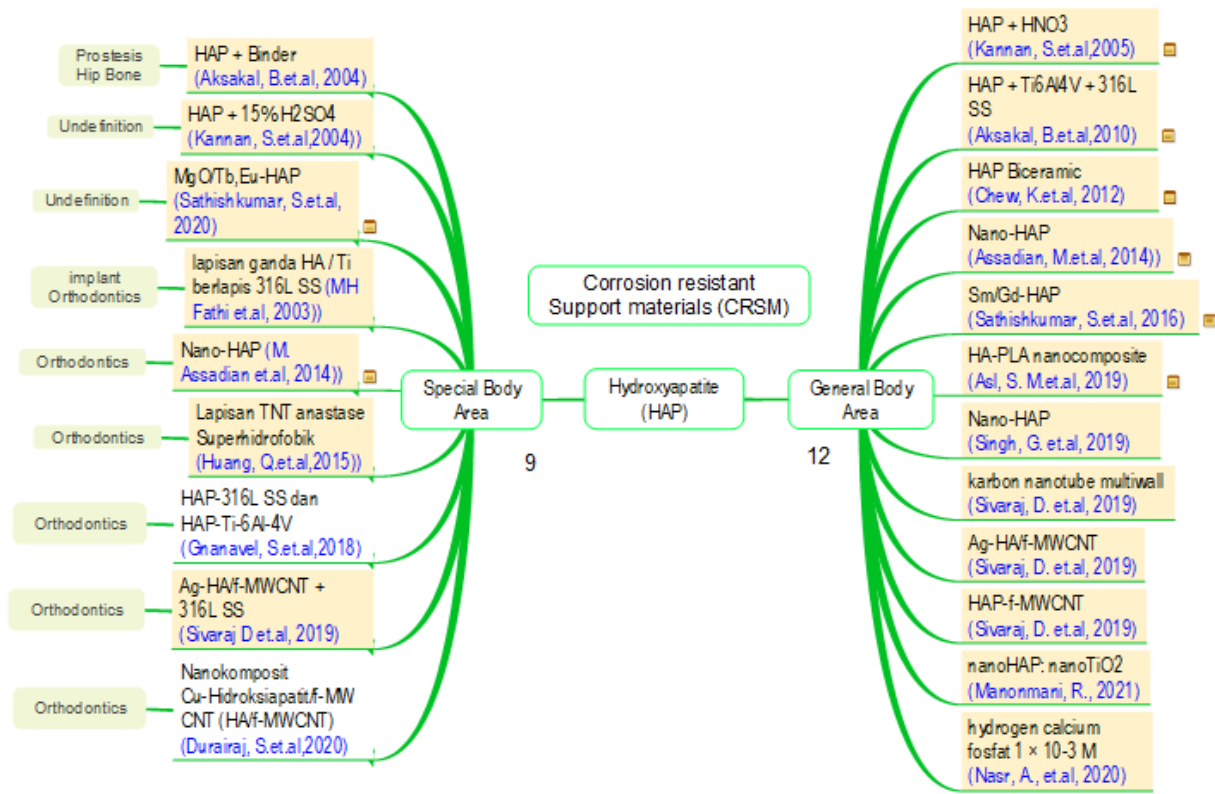 Prostesis
Hip Bone
HAP + Binder
(Aksakal, B.et.al, 2004)
Undefinition
HAP + 15%H2SO4
(Kannan, S.et.al,2004))
Undefinition
MgO/Tb,Eu-HAP
(Sathishkumar, S.et.al,
2020)
implant
Orthodontics
lapisan ganda HA / Ti
berlapis 316L SS (MH
Fathi et.al, 2003))
Orthodontics
Nano-HAP (M.
Assadian et.al, 2014))
Orthodontics
Lapisan TNT anastase
Superhidrofobik
(Huang, Q.et.al,2015))
Orthodontics
HAP-316L SS dan
HAP-Ti-6Al-4V
(Gnanavel, S.et.al,2018)
Orthodontics
Ag-HA/f-MWCNT +
316L SS
(Sivaraj D et.al, 2019)
Orthodontics
Nanokomposit
Cu-Hidroksiapatit/f-MW
CNT (HA/f-MWCNT)
(Durairaj, S.et.al,2020)
Special Body
Area
9
Corrosion resistant
Support materials (CRSM)
Hydroxyapatite
(HAP)
General Body
Area
12
HAP + HNO3
(Kannan, S.et.al,2005)
HAP + Ti6Al4V + 316L
SS
(Aksakal, B.et.al,2010)
HAP Biceramic
(Chew, K.et.al, 2012)
Nano-HAP
(Assadian, M.et.al, 2014))
Sm/Gd-HAP
(Sathishkumar, S.et.al, 2016)
HA-PLA nanocomposite
(Asl, S. M.et.al, 2019)
Nano-HAP
(Singh, G. et.al, 2019)
karbon nanotube multiwall
(Sivaraj, D. et.al, 2019)
Ag-HA/f-MWCNT
(Sivaraj, D. et.al, 2019)
HAP-f-MWCNT
(Sivaraj, D. et.al, 2019)
nanoHAP: nanoTiO2
(Manonmani, R., 2021)
hydrogen calcium
fosfat 1 × 10-3 M
(Nasr, A., et.al, 2020)